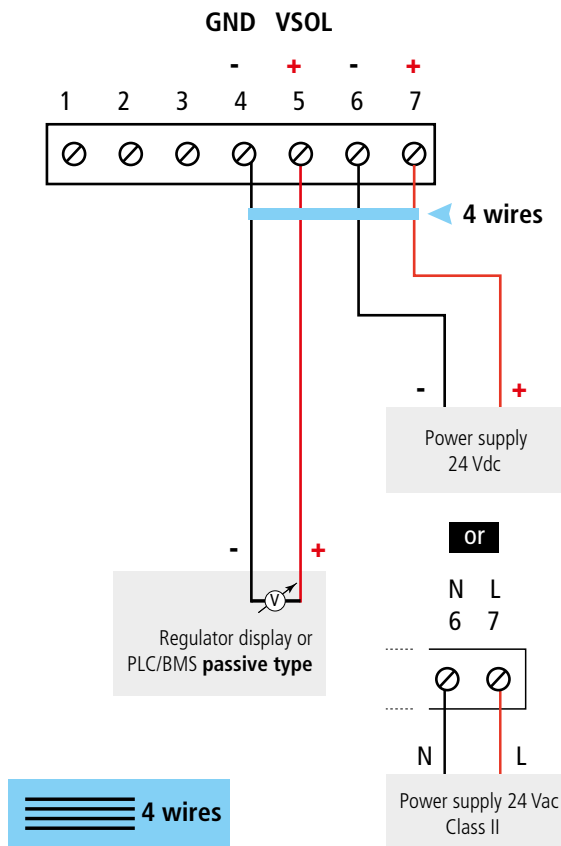 GND VSOL
- + - +
1 2 3 4 5 6 7
4 wires
- +
Power supply
24 Vdc
or
N L
6 7
N L
Power supply 24 Vac
Class II
- +
V
Regulator display or
PLC/BMS passive type
4 wires